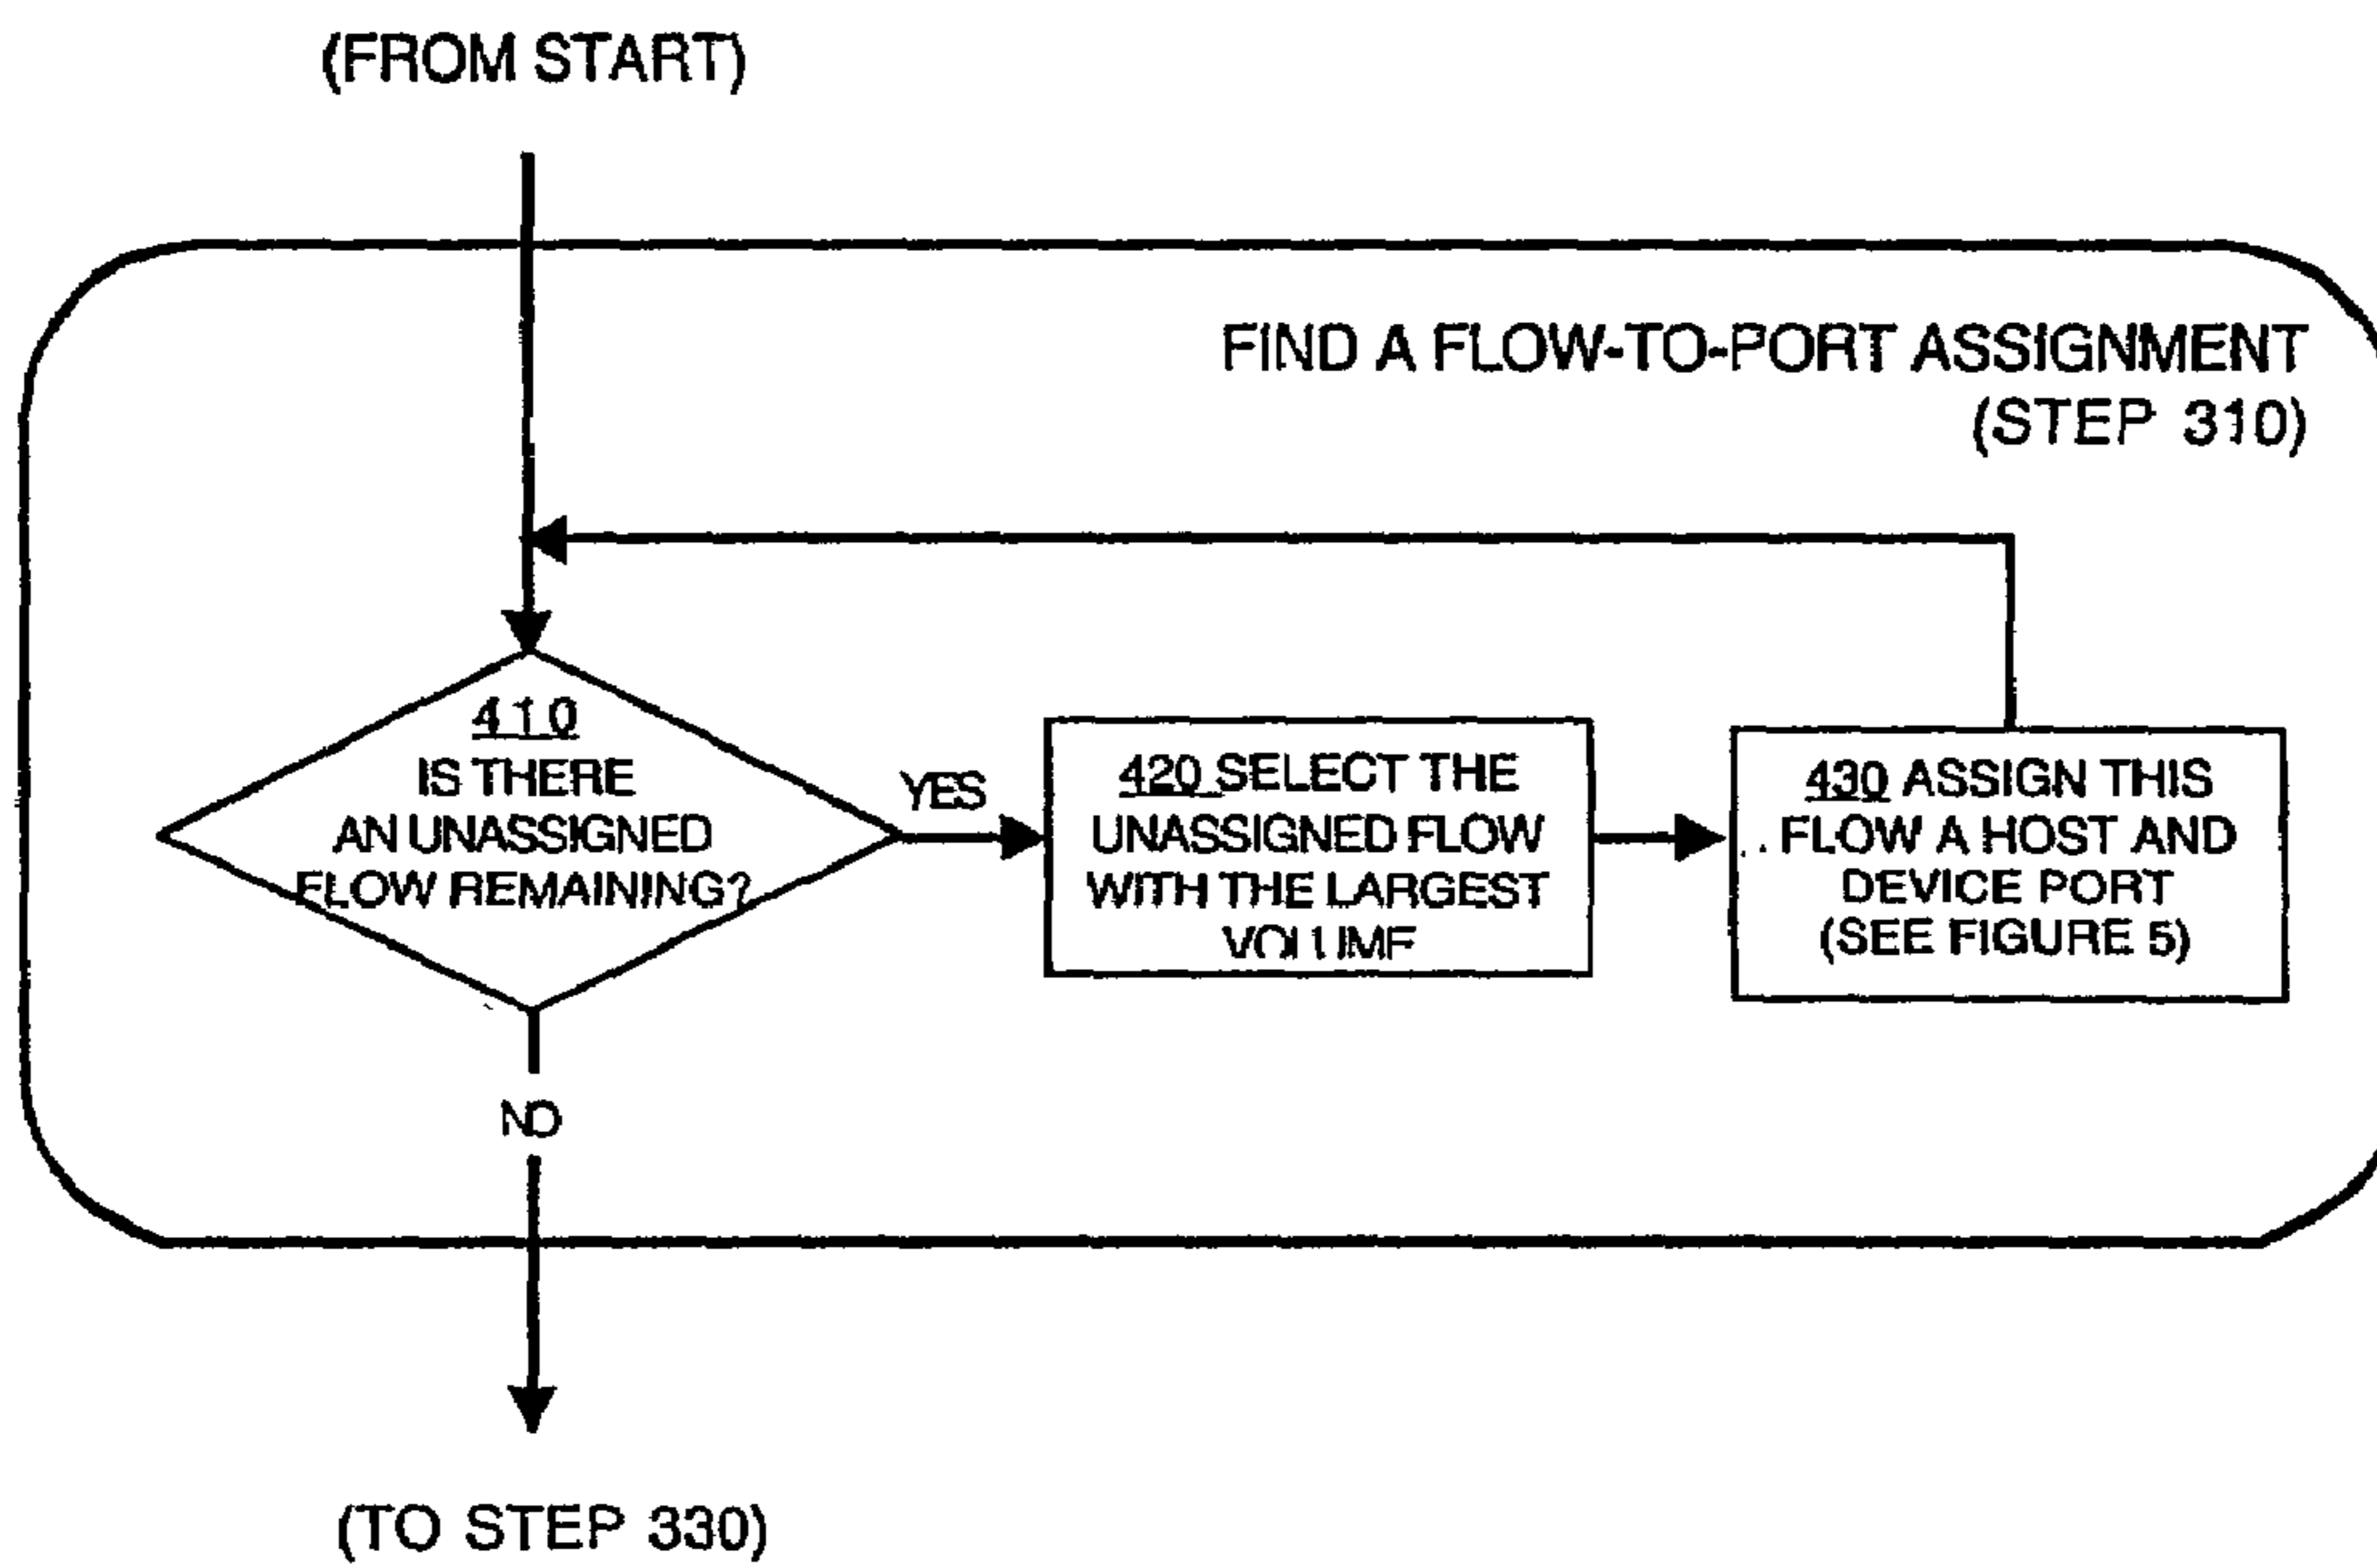 (FROM START)
FIND A FLOW-TO-PORT ASSIGNMENT
(STEP 310)
410
IS THERE
AN UNASSIGNED
FLOW REMAINING?
YES
420 SELECT THE
UNASSIGNED FLOW
WITH THE LARGEST
VOLUME
430 ASSIGN THIS
FLOW A HOST AND
DEVICE PORT
(SEE FIGURE 5)
NO
(TO STEP 330)